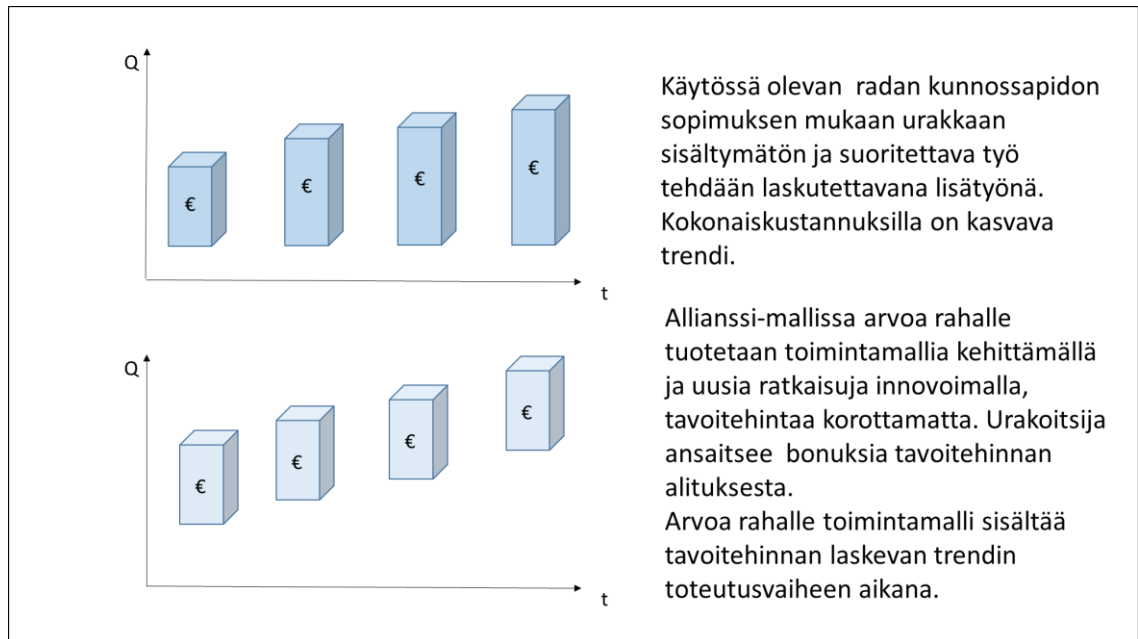 Q
€
€
€
€
t
Käytössä olevan radan kunnossapidon
sopimuksen mukaan urakkaan
sisältymätön ja suoritettava työ
tehdään laskutettavana lisätyönä.
Kokonaiskustannuksilla on kasvava
trendi.
Q
€
€
€
€
t
Allianssi-mallissa arvoa rahalle
tuotetaan toimintamallia kehittämällä
ja uusia ratkaisuja innovoimalla,
tavoitehintaa korottamatta. Urakoitsija
ansaitsee bonuksia tavoitehinnan
alituksesta.
Arvoa rahalle toimintamalli sisältää
tavoitehinnan laskevan trendin
toteutusvaiheen aikana.